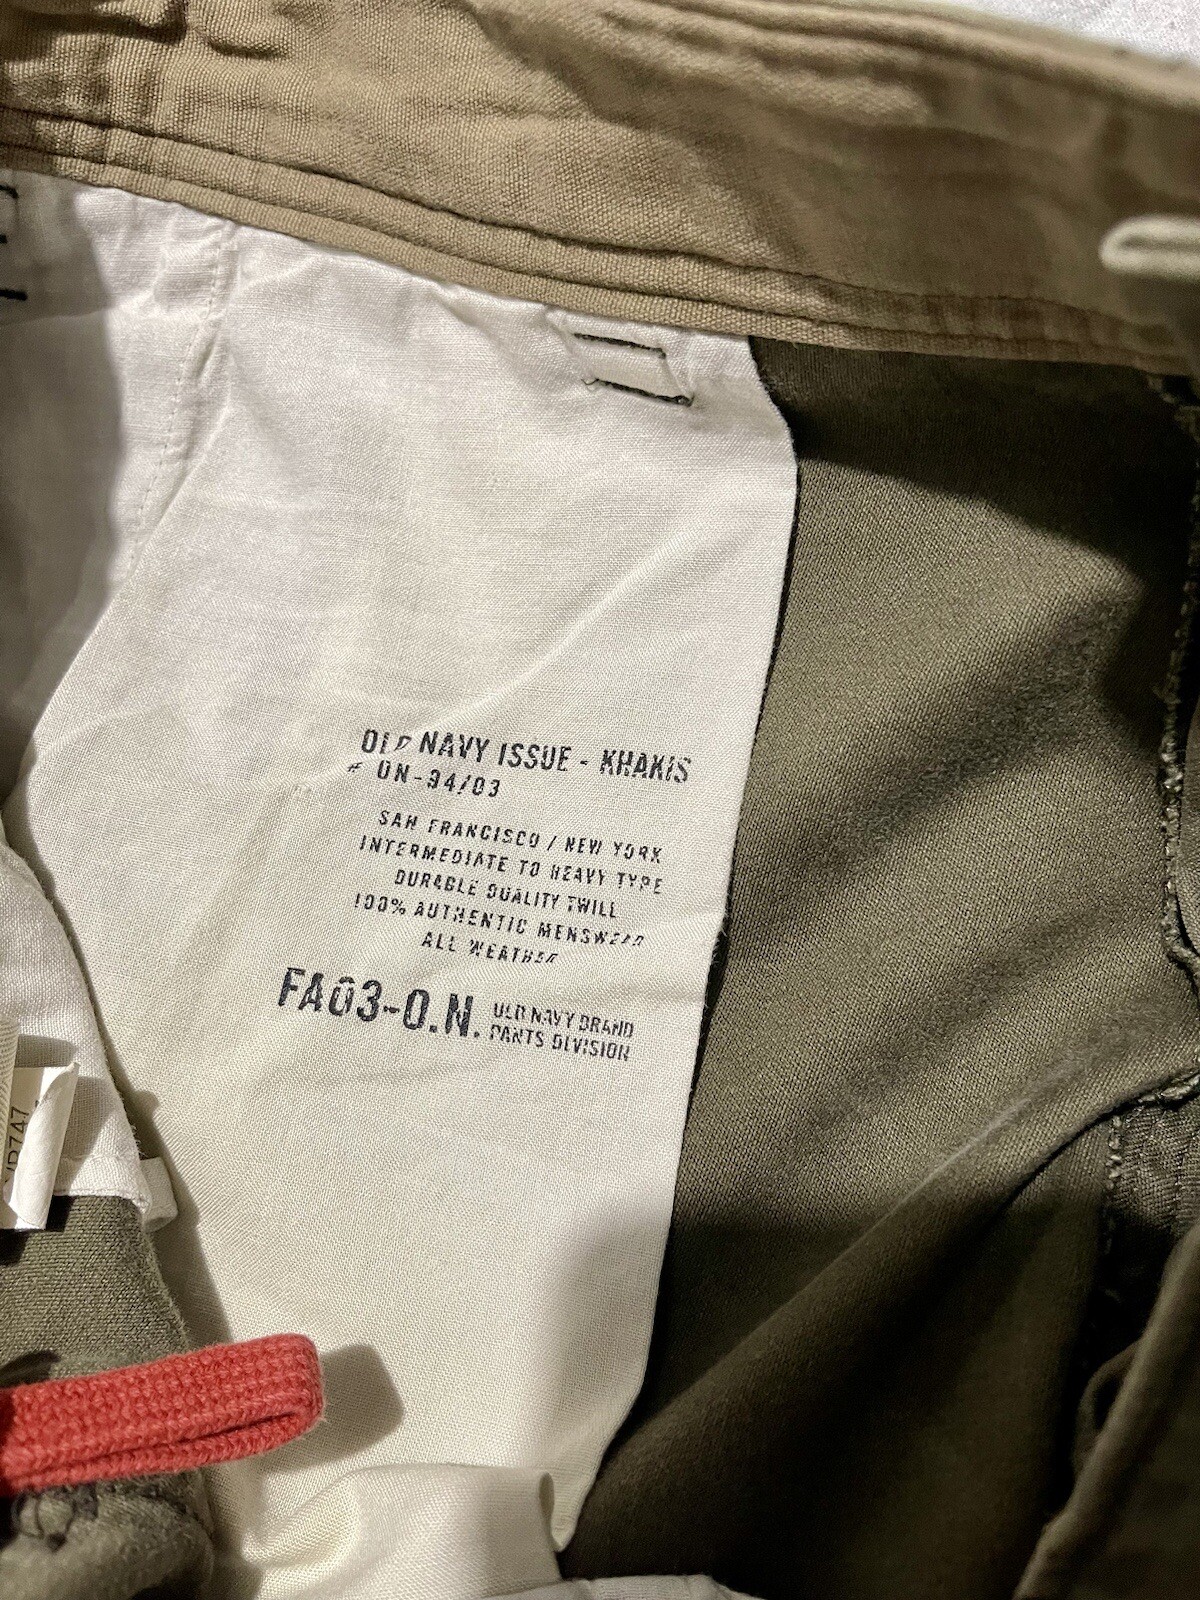 OLD NAVY ISSUE - KHAKIS
# ON-94/03
SAN FRANCISCO / NEW YORK
INTERMEDIATE TO HEAVY TYPE
DURABLE QUALITY TWILL
100% AUTHENTIC MENSWEAR
ALL WEATHER
FA03-O.N. OLD NAVY BRAND
PANTS DIVISION